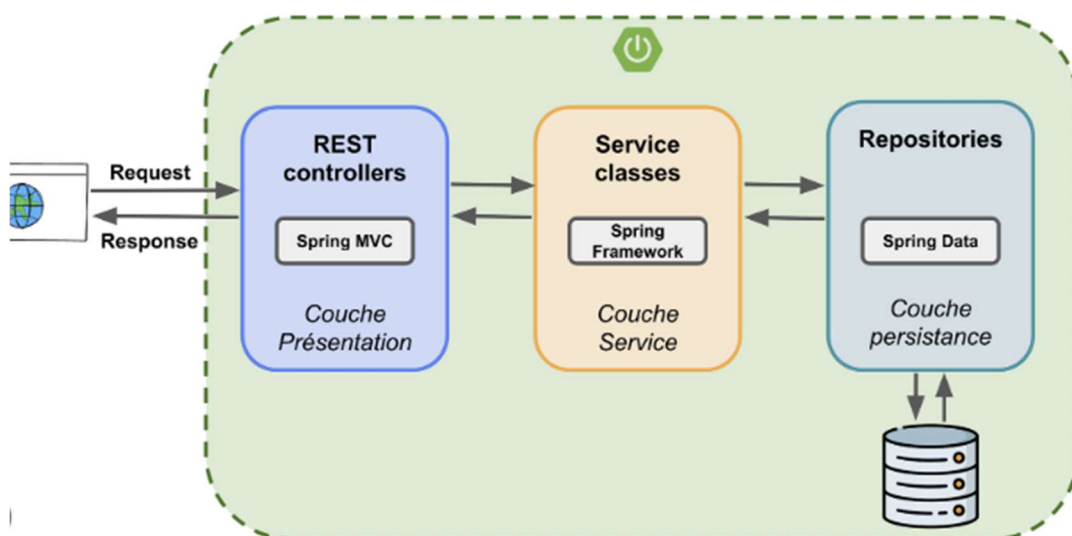 Request
Response
REST
controllers
Spring MVC
Couche
Présentation
Service
classes
Spring
Framework
Couche
Service
Repositories
Spring Data
Couche
persistance